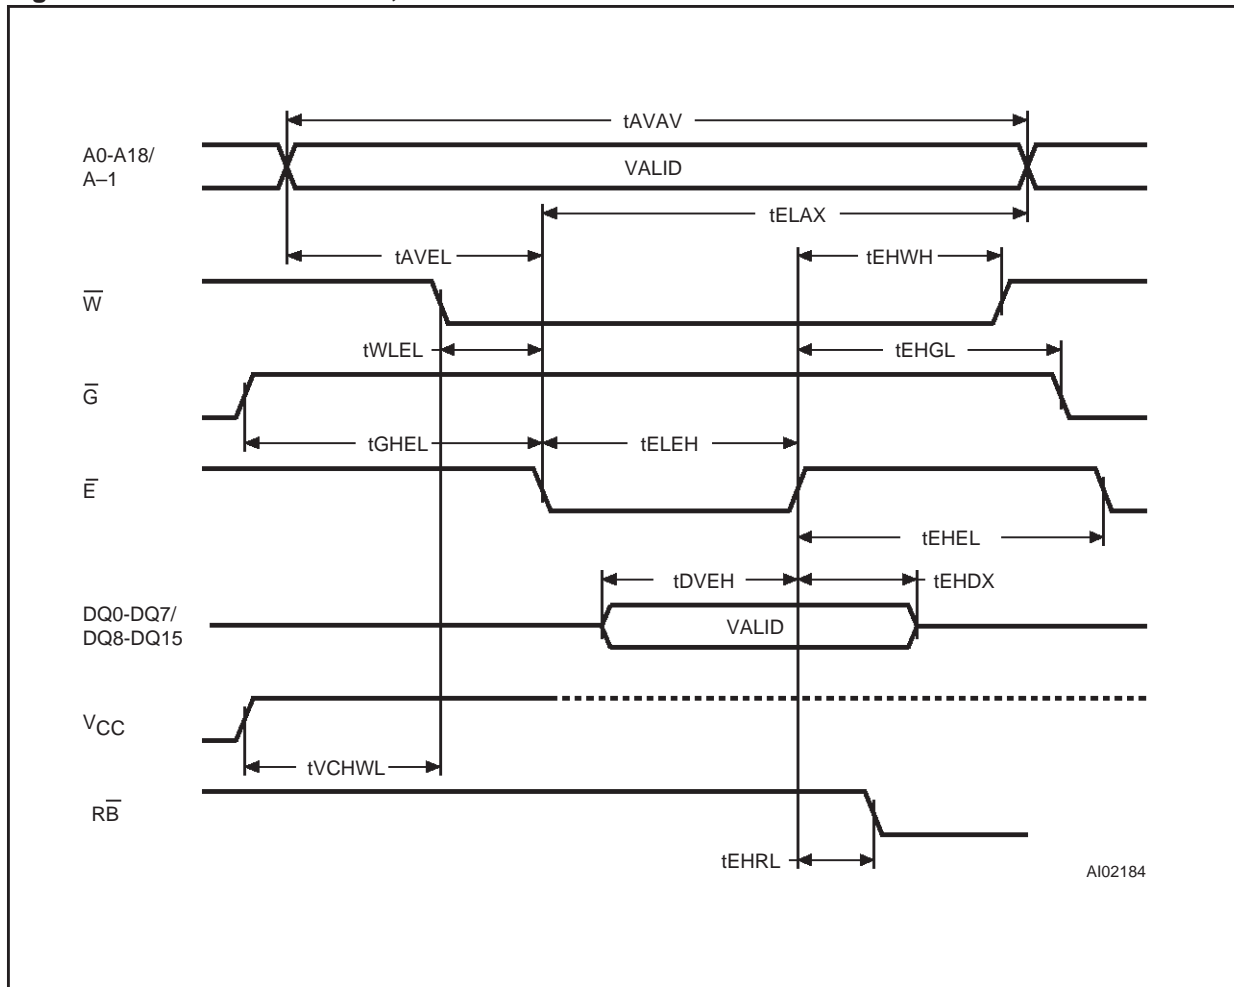 tAVAV
A0-A18/
A–1
VALID
tELAX
tAVEL
tEHWH
W̅
tWLEL
tEHGL
G̅
tGHEL
tELEH
E̅
tEHEL
tDVEH
tEHDX
DQ0-DQ7/
DQ8-DQ15
VALID
VCC
tVCHWL
RB̅
tEHRL
AI02184